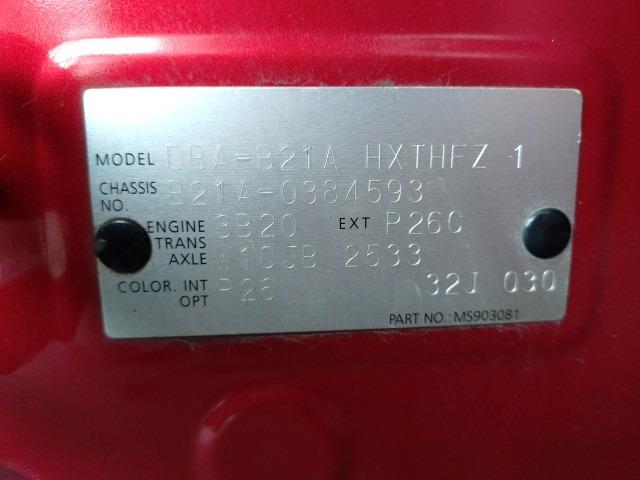 MODEL DBA-B21A HXTHFZ 1
CHASSIS NO. B21A-0384593
ENGINE 3B20 EXT P26C
TRANS AXLE W1CJB 2533
COLOR. INT OPT P26 32J 03Q
PART NO.:MS903081